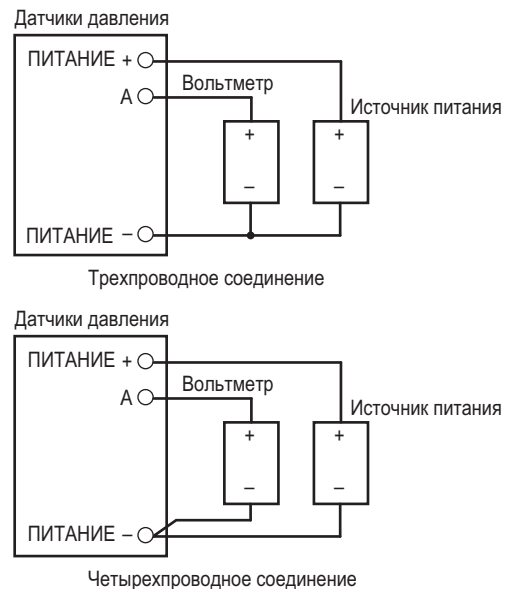 Датчики давления
ПИТАНИЕ +
А
Вольтметр
Источник питания
+
+
–
–
ПИТАНИЕ –
Трехпроводное соединение
Датчики давления
ПИТАНИЕ +
А
Вольтметр
Источник питания
+
+
–
–
ПИТАНИЕ –
Четырехпроводное соединение